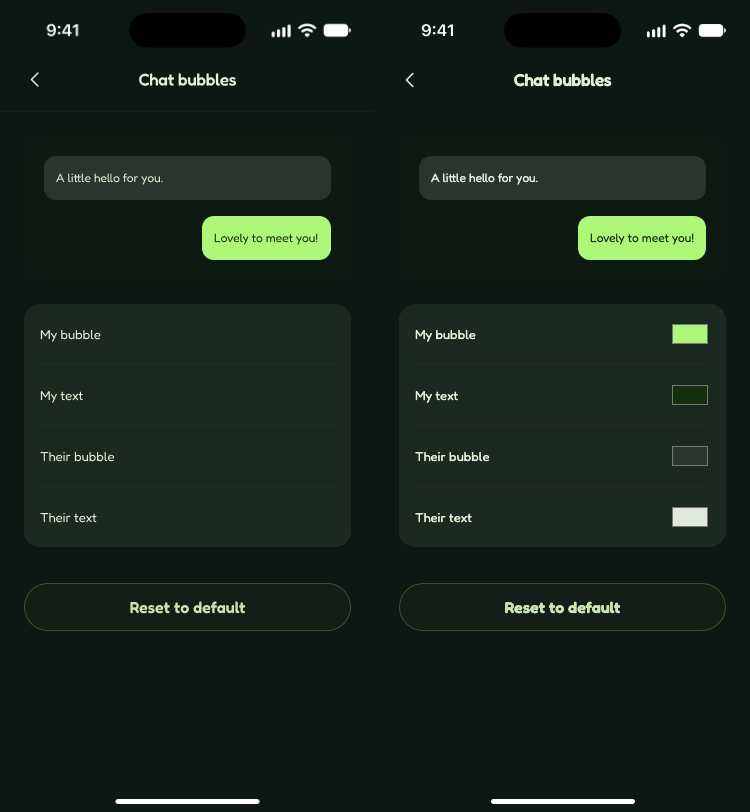 9:41
Chat bubbles
A little hello for you.
Lovely to meet you!
My bubble
My text
Their bubble
Their text
Reset to default
9:41
Chat bubbles
A little hello for you.
Lovely to meet you!
My bubble
My text
Their bubble
Their text
Reset to default